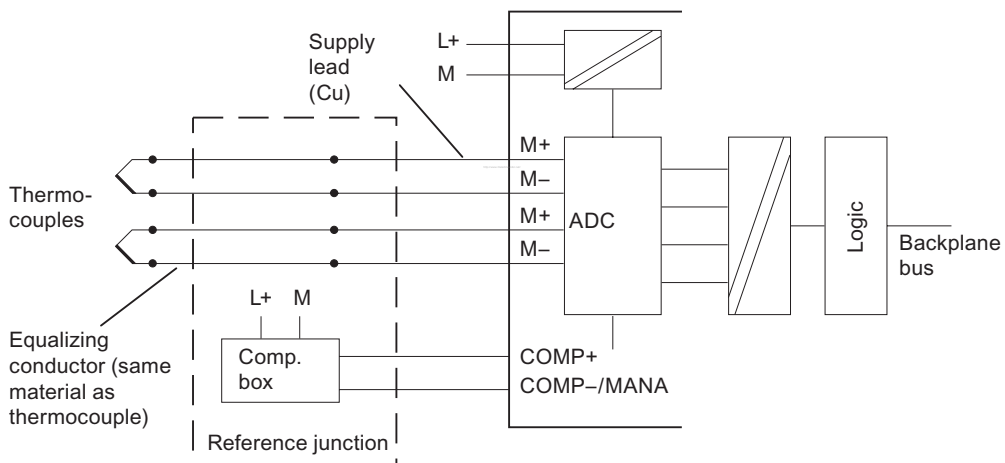 Supply
lead
(Cu)
L+
M
M+
M–
M+
M–
Thermo-
couples
ADC
Logic
Backplane
bus
L+ M
Equalizing
conductor (same
material as
thermocouple)
Comp.
box
COMP+
COMP–/MANA
Reference junction